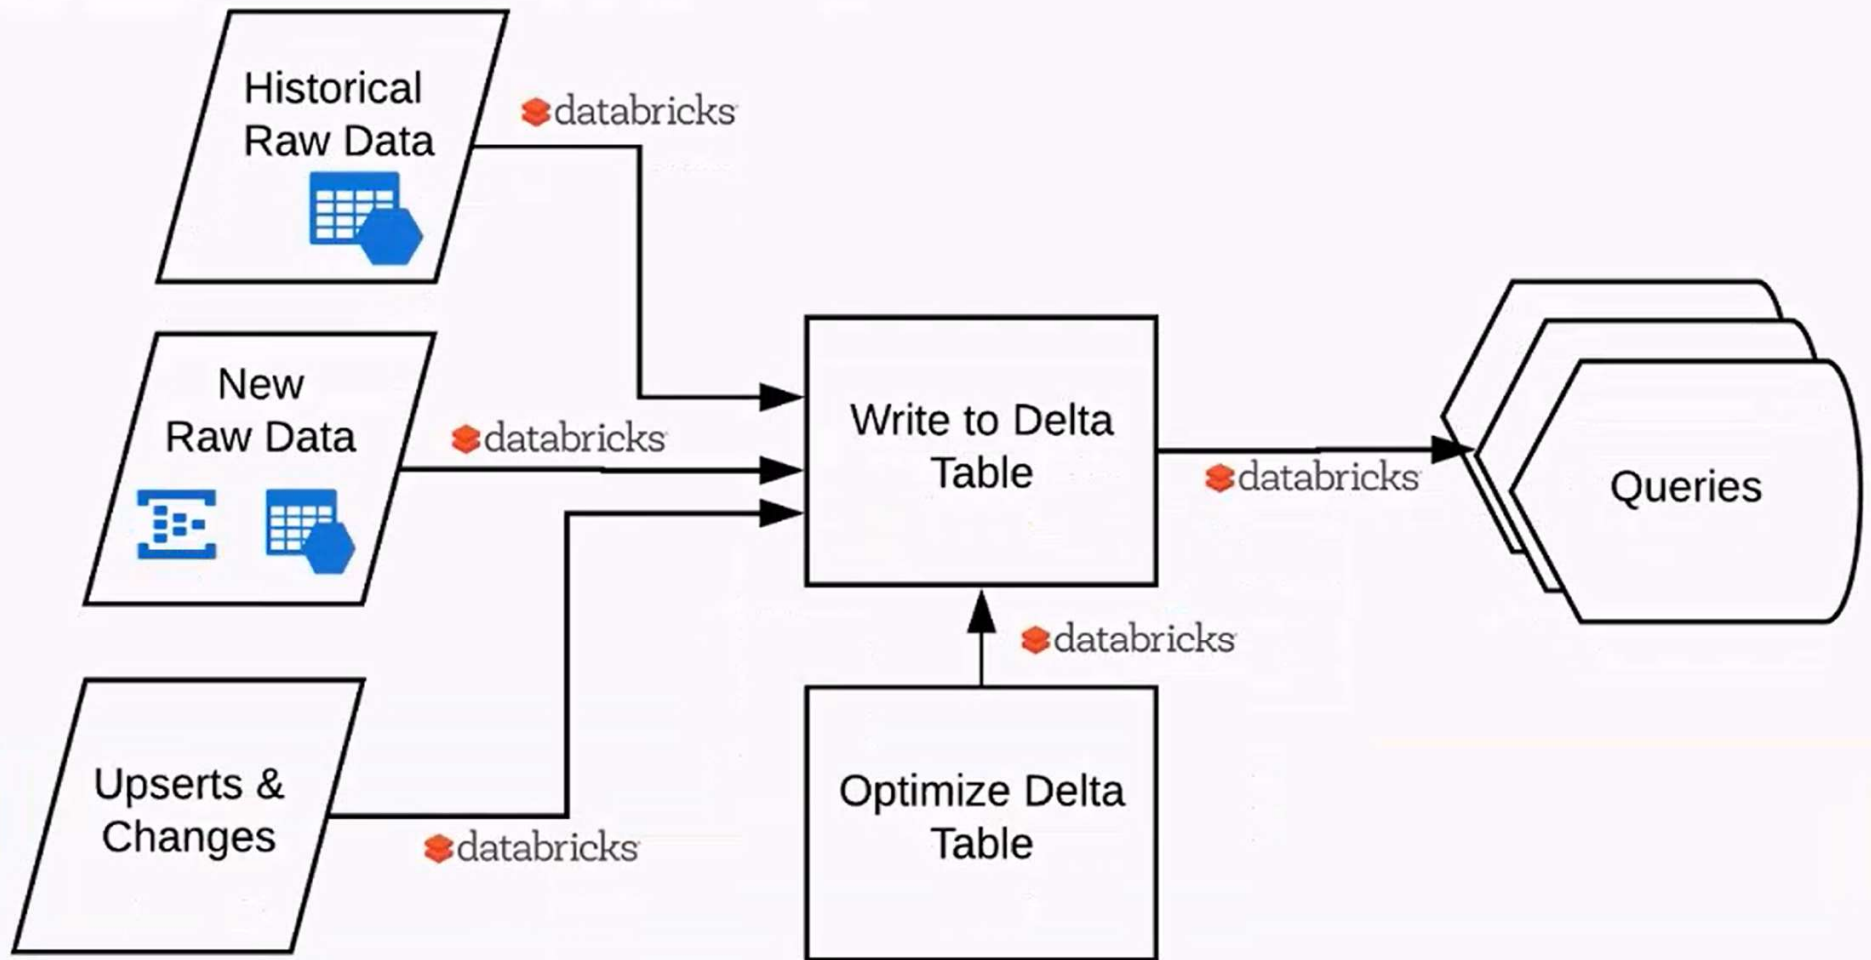 Historical
Raw Data
databricks
New
Raw Data
databricks
Write to Delta
Table
databricks
Queries
databricks
Upserts &
Changes
databricks
Optimize Delta
Table